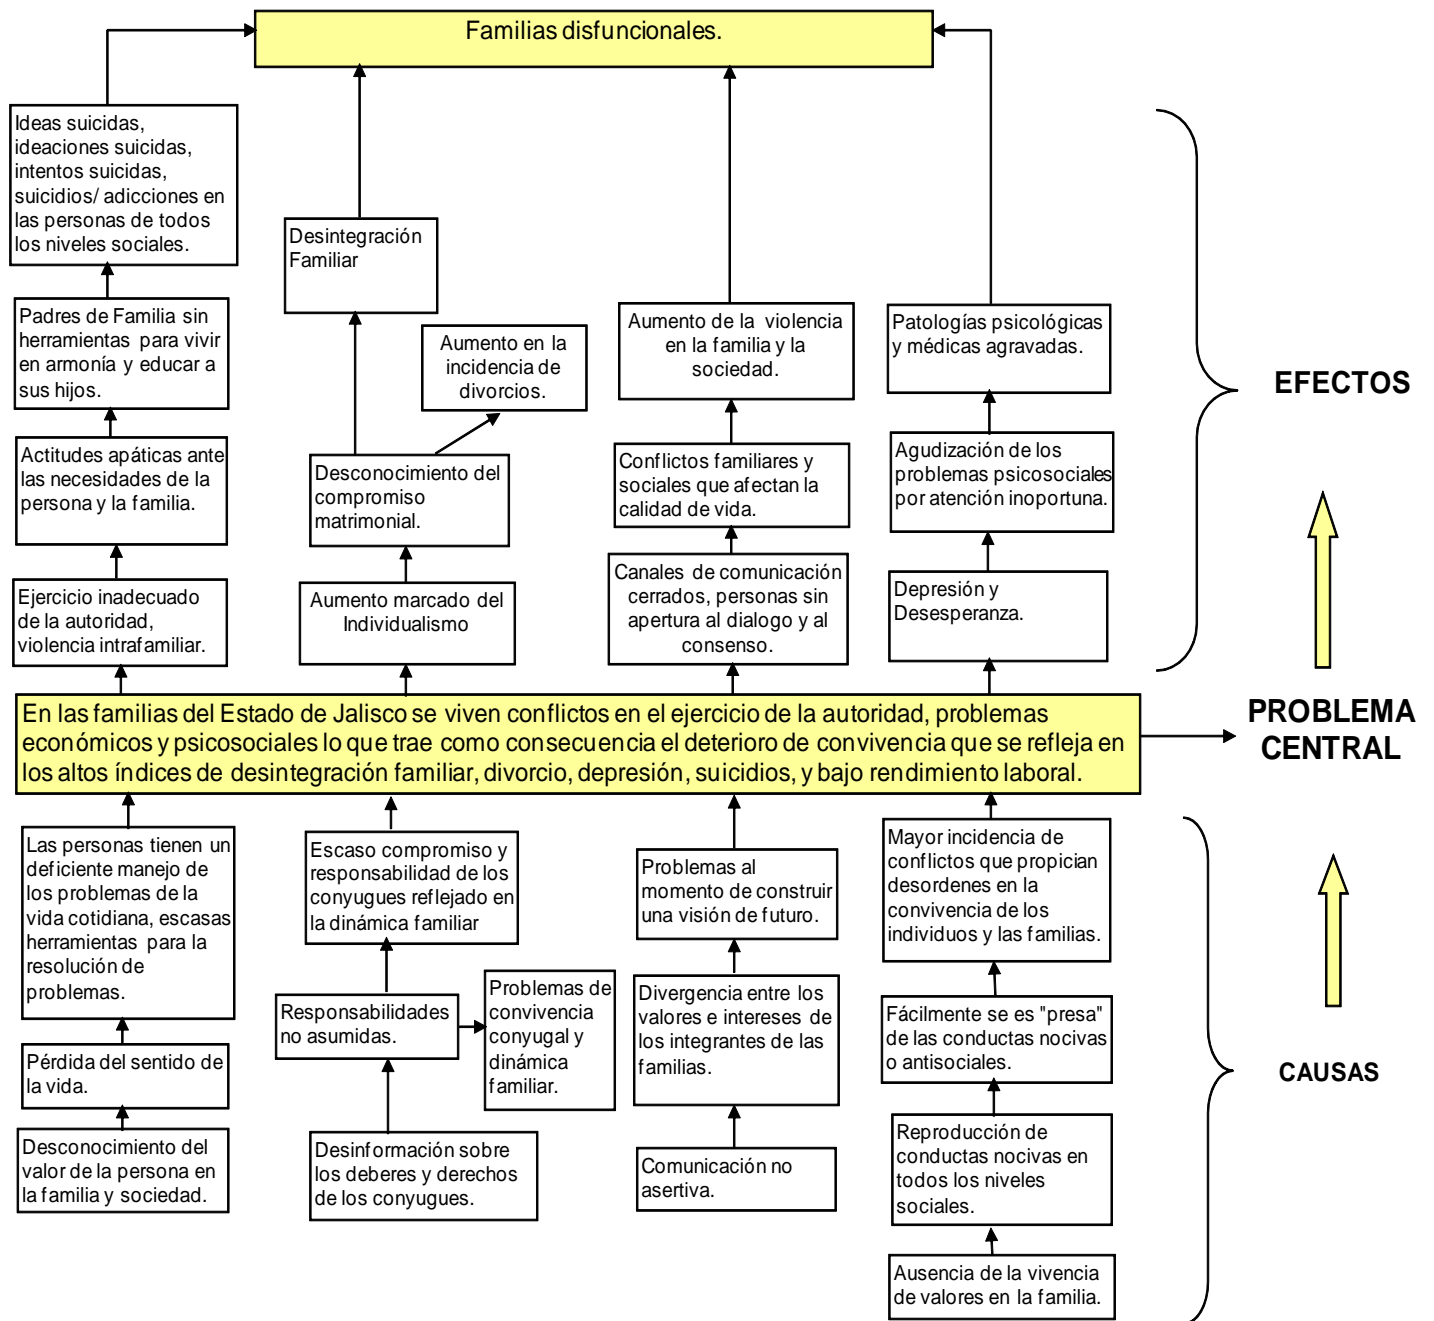 Familias disfuncionales.
Ideas suicidas,
ideaciones suicidas,
intentos suicidas,
suicidios/ adicciones en
las personas de todos
los niveles sociales.
Desintegración
Familiar
Padres de Familia sin
herramientas para vivir
en armonía y educar a
sus hijos.
Aumento en la
incidencia de
divorcios.
Aumento de la violencia
en la familia y la
sociedad.
Patologías psicológicas
y médicas agravadas.
EFECTOS
Actitudes apáticas ante
las necesidades de la
persona y la familia.
Desconocimiento del
compromiso
matrimonial.
Conflictos familiares y
sociales que afectan la
calidad de vida.
Agudización de los
problemas psicosociales
por atención inoportuna.
Ejercicio inadecuado
de la autoridad,
violencia intrafamiliar.
Aumento marcado del
Individualismo
Canales de comunicación
cerrados, personas sin
apertura al dialogo y al
consenso.
Depresión y
Desesperanza.
En las familias del Estado de Jalisco se viven conflictos en el ejercicio de la autoridad, problemas
económicos y psicosociales lo que trae como consecuencia el deterioro de convivencia que se refleja en
los altos índices de desintegración familiar, divorcio, depresión, suicidios, y bajo rendimiento laboral.
PROBLEMA
CENTRAL
Las personas tienen un
deficiente manejo de
los problemas de la
vida cotidiana, escasas
herramientas para la
resolución de
problemas.
Escaso compromiso y
responsabilidad de los
conyugues reflejado en
la dinámica familiar
Problemas al
momento de construir
una visión de futuro.
Mayor incidencia de
conflictos que propician
desordenes en la
convivencia de los
individuos y las familias.
Responsabilidades
no asumidas.
Problemas de
convivencia
conyugal y
dinámica
familiar.
Divergencia entre los
valores e intereses de
los integrantes de las
familias.
Fácilmente se es "presa"
de las conductas nocivas
o antisociales.
CAUSAS
Pérdida del sentido de
la vida.
Desconocimiento del
valor de la persona en
la familia y sociedad.
Desinformación sobre
los deberes y derechos
de los conyugues.
Comunicación no
asertiva.
Reproducción de
conductas nocivas en
todos los niveles
sociales.
Ausencia de la vivencia
de valores en la familia.